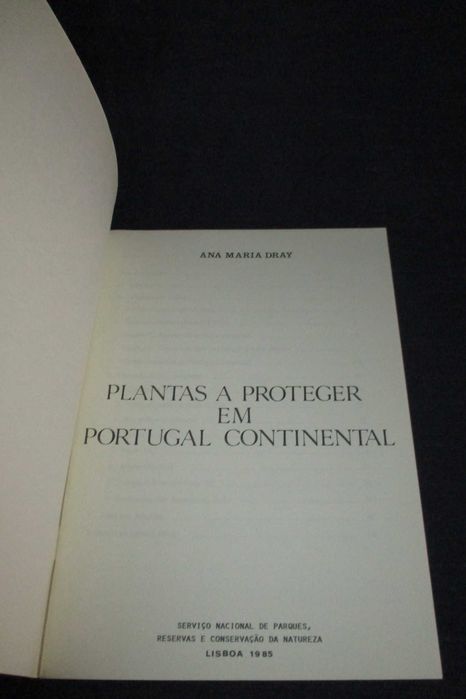 ANA MARIA DRAY
PLANTAS A PROTEGER
EM
PORTUGAL CONTINENTAL
SERVIÇO NACIONAL DE PARQUES,
RESERVAS E CONSERVAÇÃO DA NATUREZA
LISBOA 1985